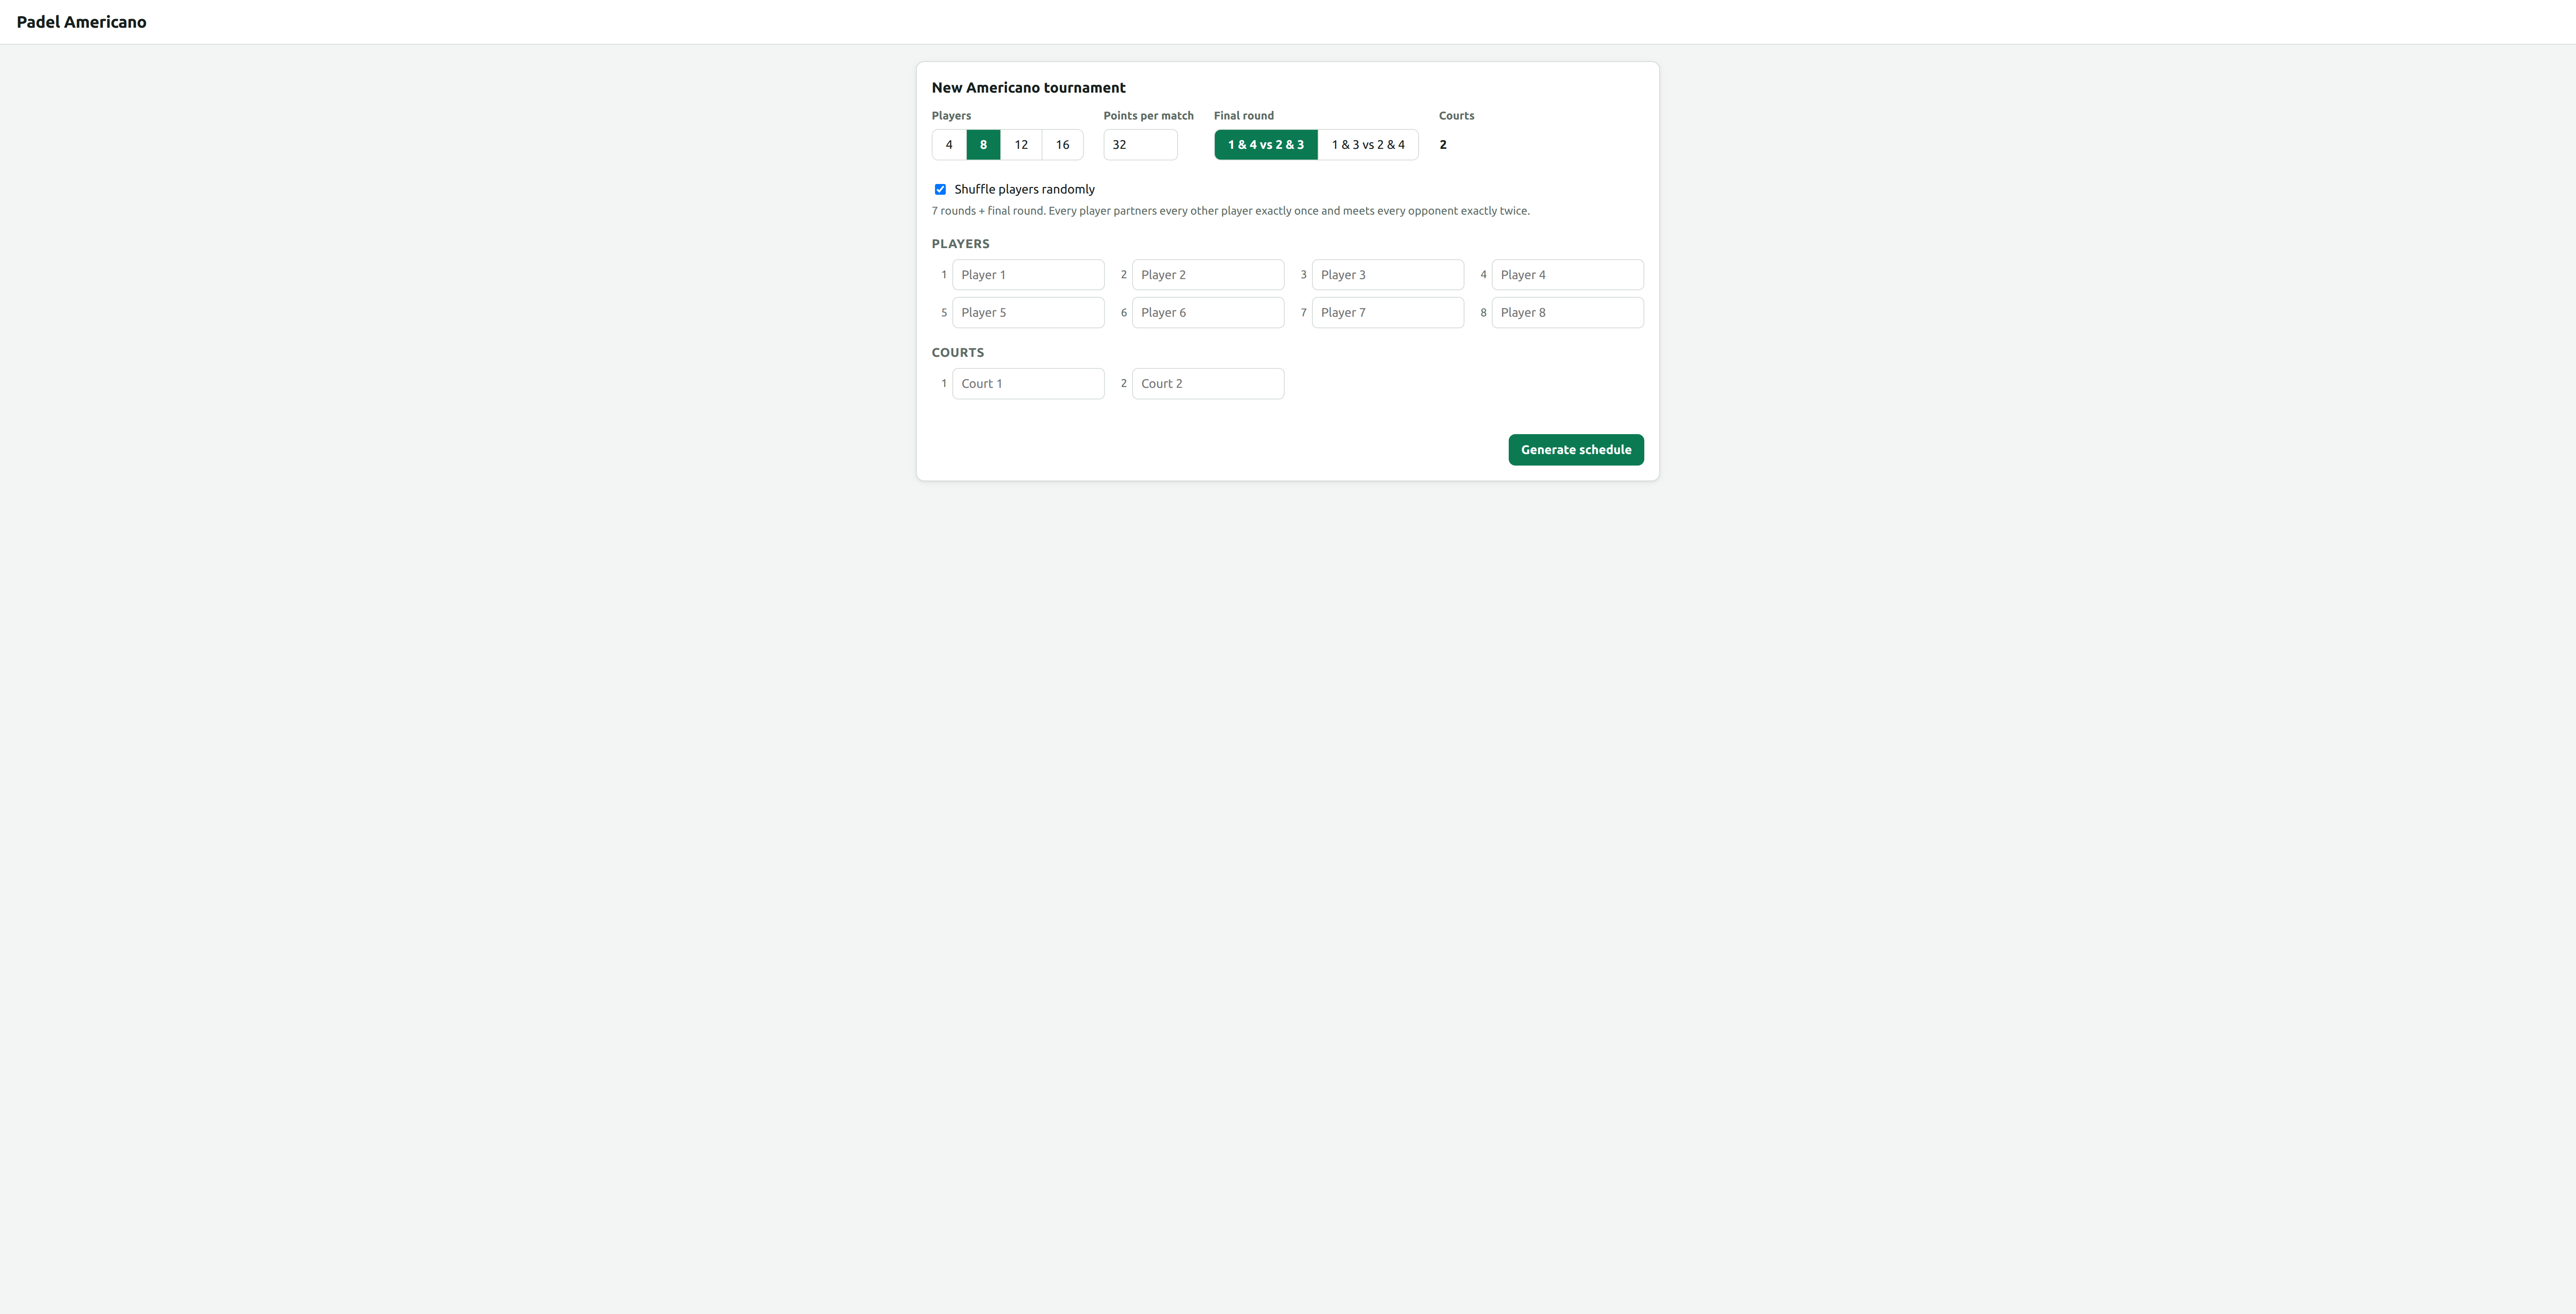 Padel Americano
New Americano tournament
Players Points per match Final round Courts
4 8 12 16 32 1 & 4 vs 2 & 3 1 & 3 vs 2 & 4 2
Shuffle players randomly
7 rounds + final round. Every player partners every other player exactly once and meets every opponent exactly twice.
PLAYERS
1 Player 1 2 Player 2 3 Player 3 4 Player 4
5 Player 5 6 Player 6 7 Player 7 8 Player 8
COURTS
1 Court 1 2 Court 2
Generate schedule